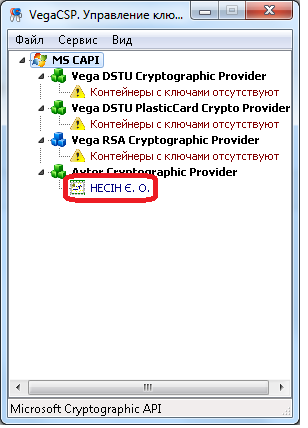 VegaCSP. Управление клю...
Файл Сервис Вид
MS CAPI
Vega DSTU Cryptographic Provider
Контейнеры с ключами отсутствуют
Vega DSTU PlasticCard Crypto Provider
Контейнеры с ключами отсутствуют
Vega RSA Cryptographic Provider
Контейнеры с ключами отсутствуют
Avtor Cryptographic Provider
НЕСІН Є. О.
Microsoft Cryptographic API